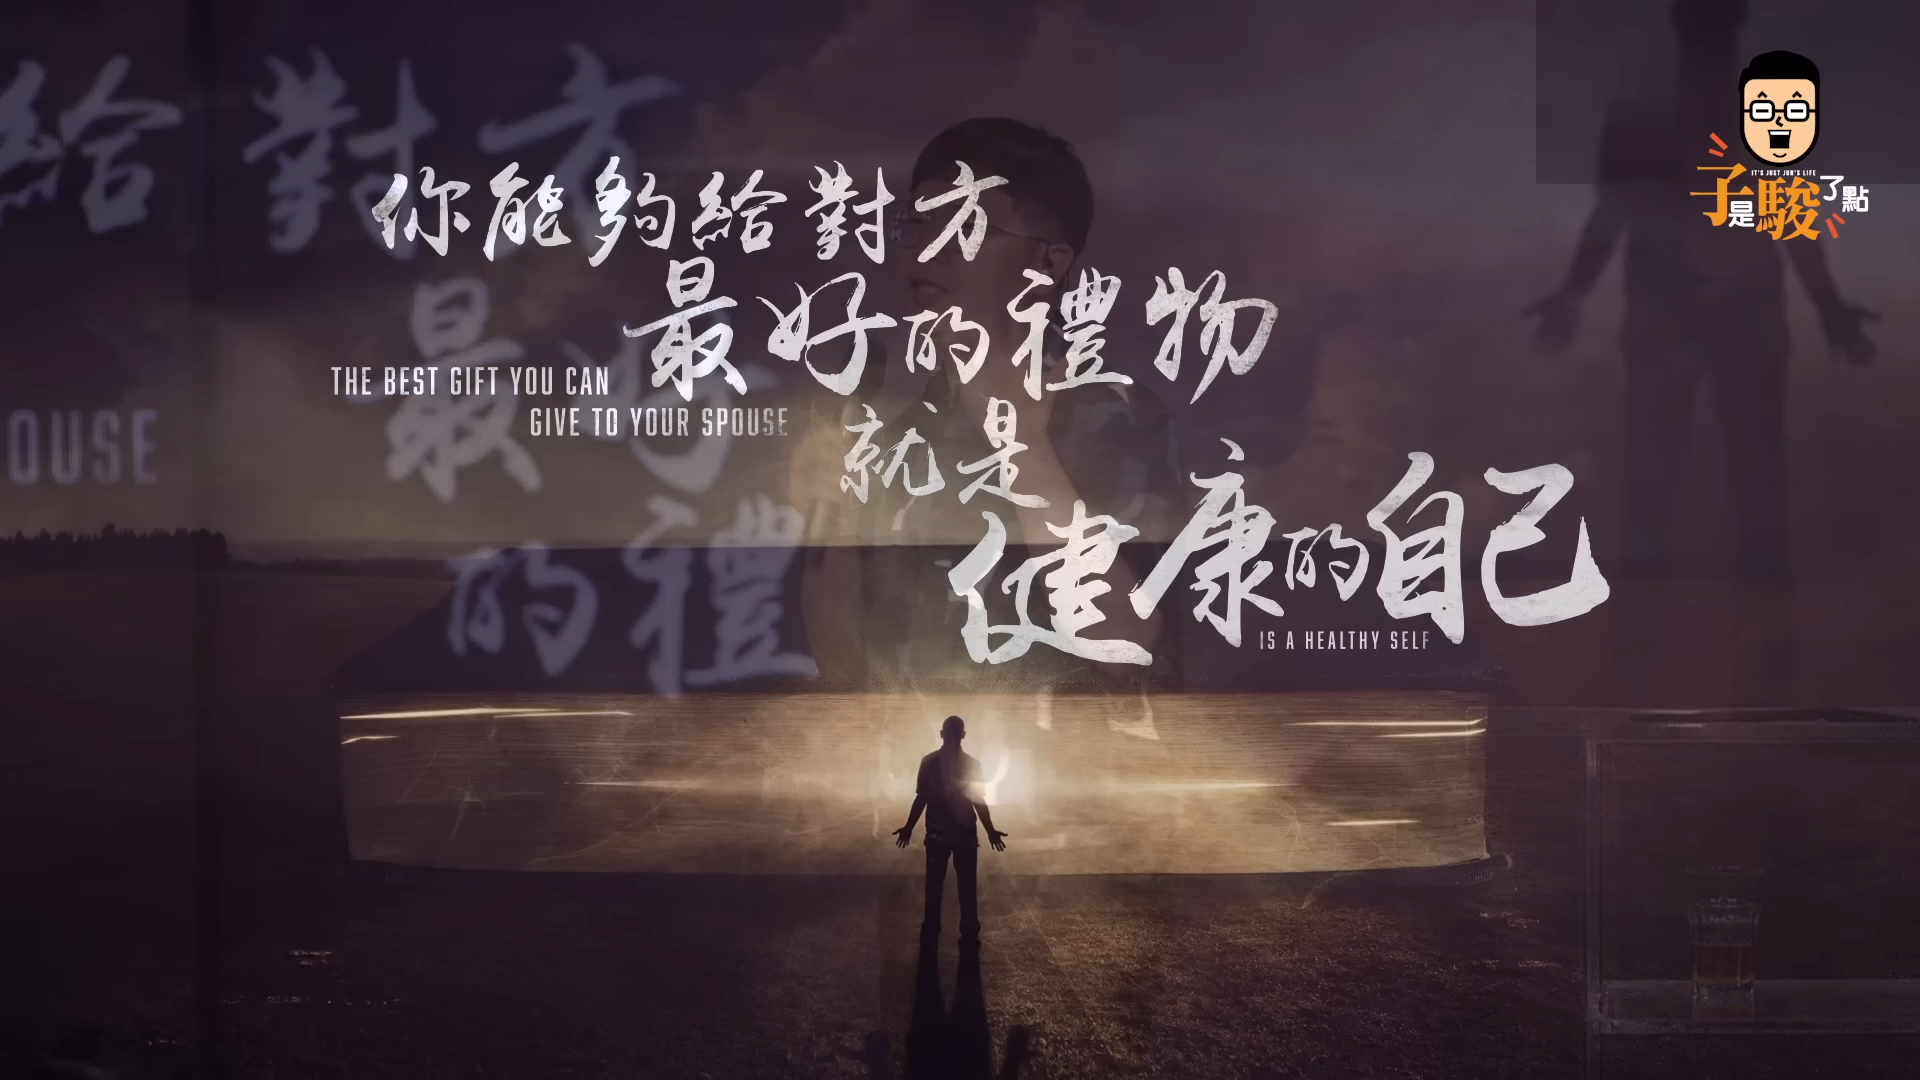 給對方
你能夠給對方
最好的禮物
THE BEST GIFT YOU CAN
GIVE TO YOUR SPOUSE
就是
健康的自己
IS A HEALTHY SELF
OUSE
最好
的禮
IT'S JUST JUN'S LIFE
子是駿了點